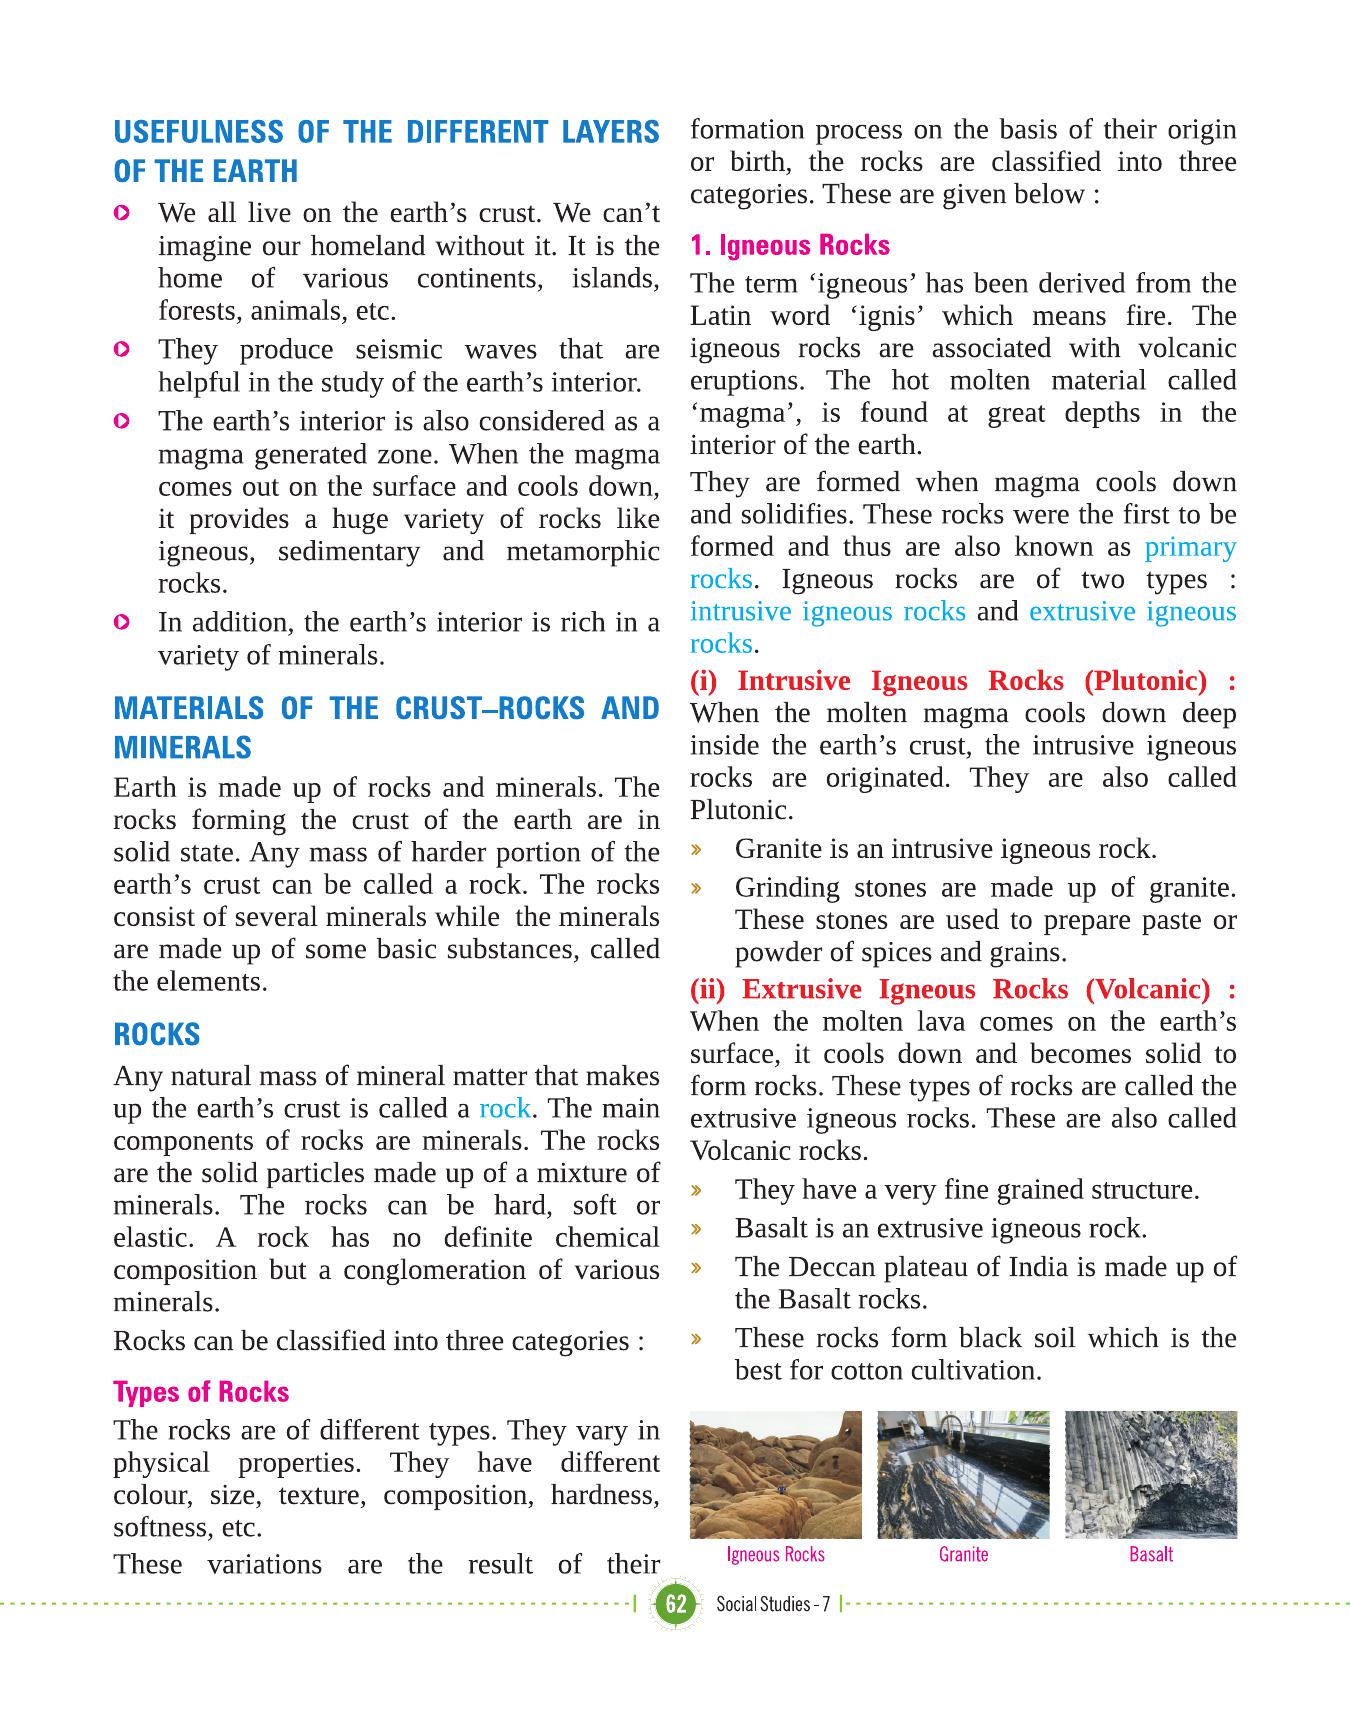 USEFULNESS OF THE DIFFERENT LAYERS
OF THE EARTH
We all live on the earth’s crust. We can’t
imagine our homeland without it. It is the
home of various continents, islands,
forests, animals, etc.
They produce seismic waves that are
helpful in the study of the earth’s interior.
The earth’s interior is also considered as a
magma generated zone. When the magma
comes out on the surface and cools down,
it provides a huge variety of rocks like
igneous, sedimentary and metamorphic
rocks.
In addition, the earth’s interior is rich in a
variety of minerals.
MATERIALS OF THE CRUST–ROCKS AND
MINERALS
Earth is made up of rocks and minerals. The
rocks forming the crust of the earth are in
solid state. Any mass of harder portion of the
earth’s crust can be called a rock. The rocks
consist of several minerals while the minerals
are made up of some basic substances, called
the elements.
ROCKS
Any natural mass of mineral matter that makes
up the earth’s crust is called a rock. The main
components of rocks are minerals. The rocks
are the solid particles made up of a mixture of
minerals. The rocks can be hard, soft or
elastic. A rock has no definite chemical
composition but a conglomeration of various
minerals.
Rocks can be classified into three categories :
Types of Rocks
The rocks are of different types. They vary in
physical properties. They have different
colour, size, texture, composition, hardness,
softness, etc.
These variations are the result of their
formation process on the basis of their origin
or birth, the rocks are classified into three
categories. These are given below :
1. Igneous Rocks
The term ‘igneous’ has been derived from the
Latin word ‘ignis’ which means fire. The
igneous rocks are associated with volcanic
eruptions. The hot molten material called
‘magma’, is found at great depths in the
interior of the earth.
They are formed when magma cools down
and solidifies. These rocks were the first to be
formed and thus are also known as primary
rocks. Igneous rocks are of two types :
intrusive igneous rocks and extrusive igneous
rocks.
(i) Intrusive Igneous Rocks (Plutonic) :
When the molten magma cools down deep
inside the earth’s crust, the intrusive igneous
rocks are originated. They are also called
Plutonic.
» Granite is an intrusive igneous rock.
» Grinding stones are made up of granite.
These stones are used to prepare paste or
powder of spices and grains.
(ii) Extrusive Igneous Rocks (Volcanic) :
When the molten lava comes on the earth’s
surface, it cools down and becomes solid to
form rocks. These types of rocks are called the
extrusive igneous rocks. These are also called
Volcanic rocks.
» They have a very fine grained structure.
» Basalt is an extrusive igneous rock.
» The Deccan plateau of India is made up of
the Basalt rocks.
» These rocks form black soil which is the
best for cotton cultivation.
Igneous Rocks
Granite
Basalt
62 Social Studies - 7